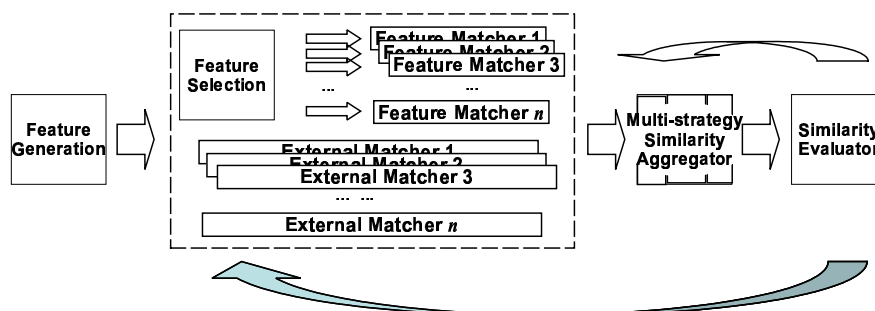 Feature
Generation
Feature
Selection
Feature Matcher 1
Feature Matcher 2
Feature Matcher 3
...
...
Feature Matcher n
External Matcher 1
External Matcher 2
External Matcher 3
... ...
External Matcher n
Multi-strategy
Similarity
Aggregator
Similarity
Evaluator